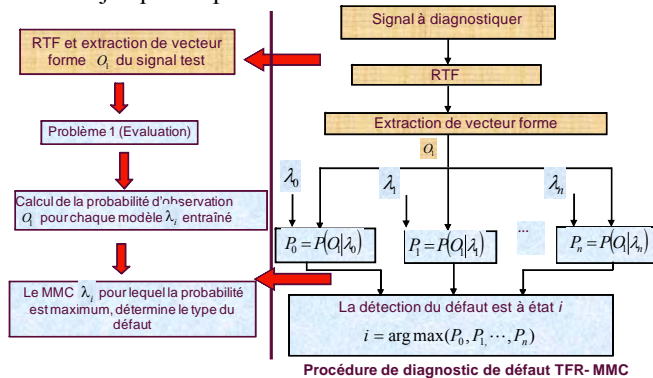 RTF et extraction de vecteur
forme O₁ du signal test
Problème 1 (Evaluation)
Calcul de la probabilité d'observation
O₁ pour chaque modèle λᵢ entraîné
Le MMC λᵢ pour lequel la probabilité
est maximum, détermine le type du
défaut
Signal à diagnostiquer
RTF
Extraction de vecteur forme
O₁
λ₀ λ₁ λₙ
P₀ = P(O₁|λ₀) P₁ = P(O₁|λ₁) ... Pₙ = P(O₁|λₙ)
La détection du défaut est à état i
i = arg max(P₀, P₁, ⋯, Pₙ)
Procédure de diagnostic de défaut TFR- MMC